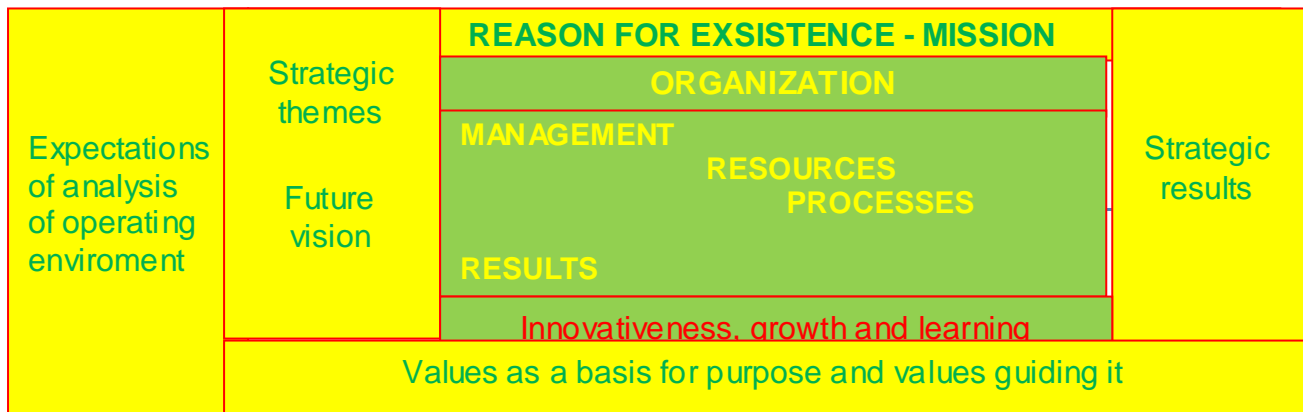 Expectations
of analysis
of operating
enviroment
Strategic
themes
Future
vision
REASON FOR EXSISTENCE - MISSION
ORGANIZATION
MANAGEMENT
RESOURCES
PROCESSES
RESULTS
Innovativeness, growth and learning
Strategic
results
Values as a basis for purpose and values guiding it